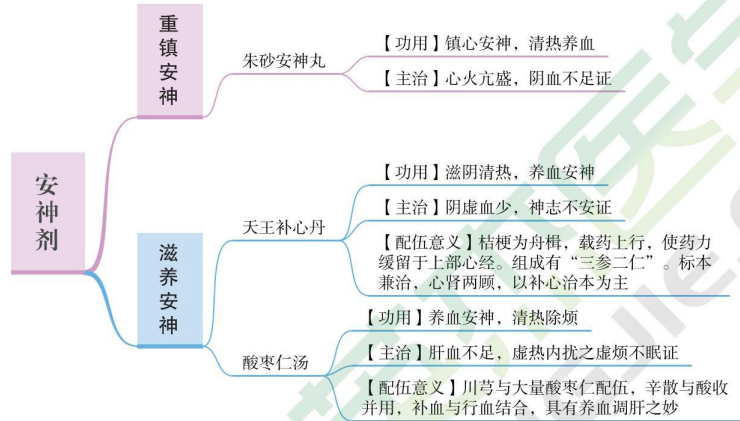 安神剂
重镇安神
朱砂安神丸
【功用】镇心安神，清热养血
【主治】心火亢盛，阴血不足证
滋养安神
天王补心丹
【功用】滋阴清热，养血安神
【主治】阴虚血少，神志不安证
【配伍意义】桔梗为舟楫，载药上行，使药力
缓留于上部心经。组成有“三参二仁”。标本
兼治，心肾两顾，以补心治本为主
酸枣仁汤
【功用】养血安神，清热除烦
【主治】肝血不足，虚热内扰之虚烦不眠证
【配伍意义】川芎与大量酸枣仁配伍，辛散与酸收
并用，补血与行血结合，具有养血调肝之妙